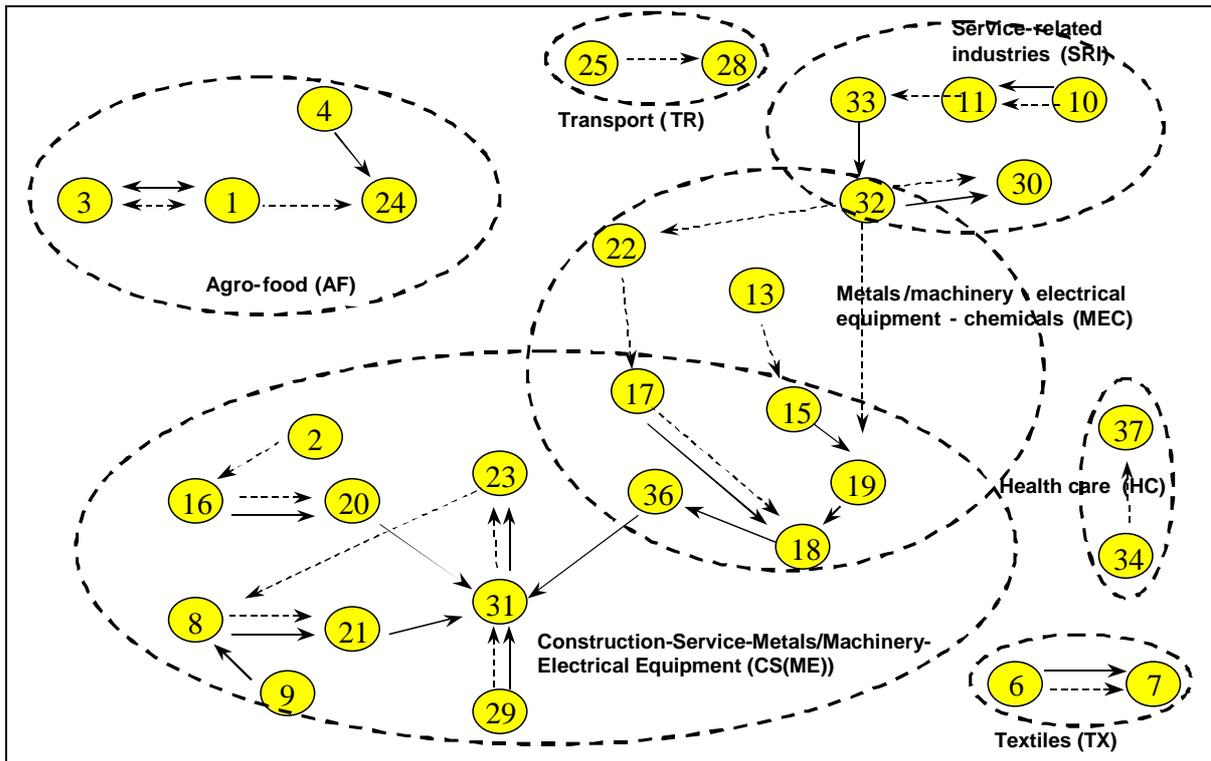 Service-related
industries (SRI)
25 28
33 11 10
Transport (TR)
4
3 1 24
32 30
22
Agro-food (AF)
13
Metals/machinery - electrical
equipment - chemicals (MEC)
17
15
2
37
23
16 20
36
19
Health care (HC)
18
34
31
8 21
Construction-Service-Metals/Machinery-
Electrical Equipment (CS(ME))
9
29
6 7
Textiles (TX)